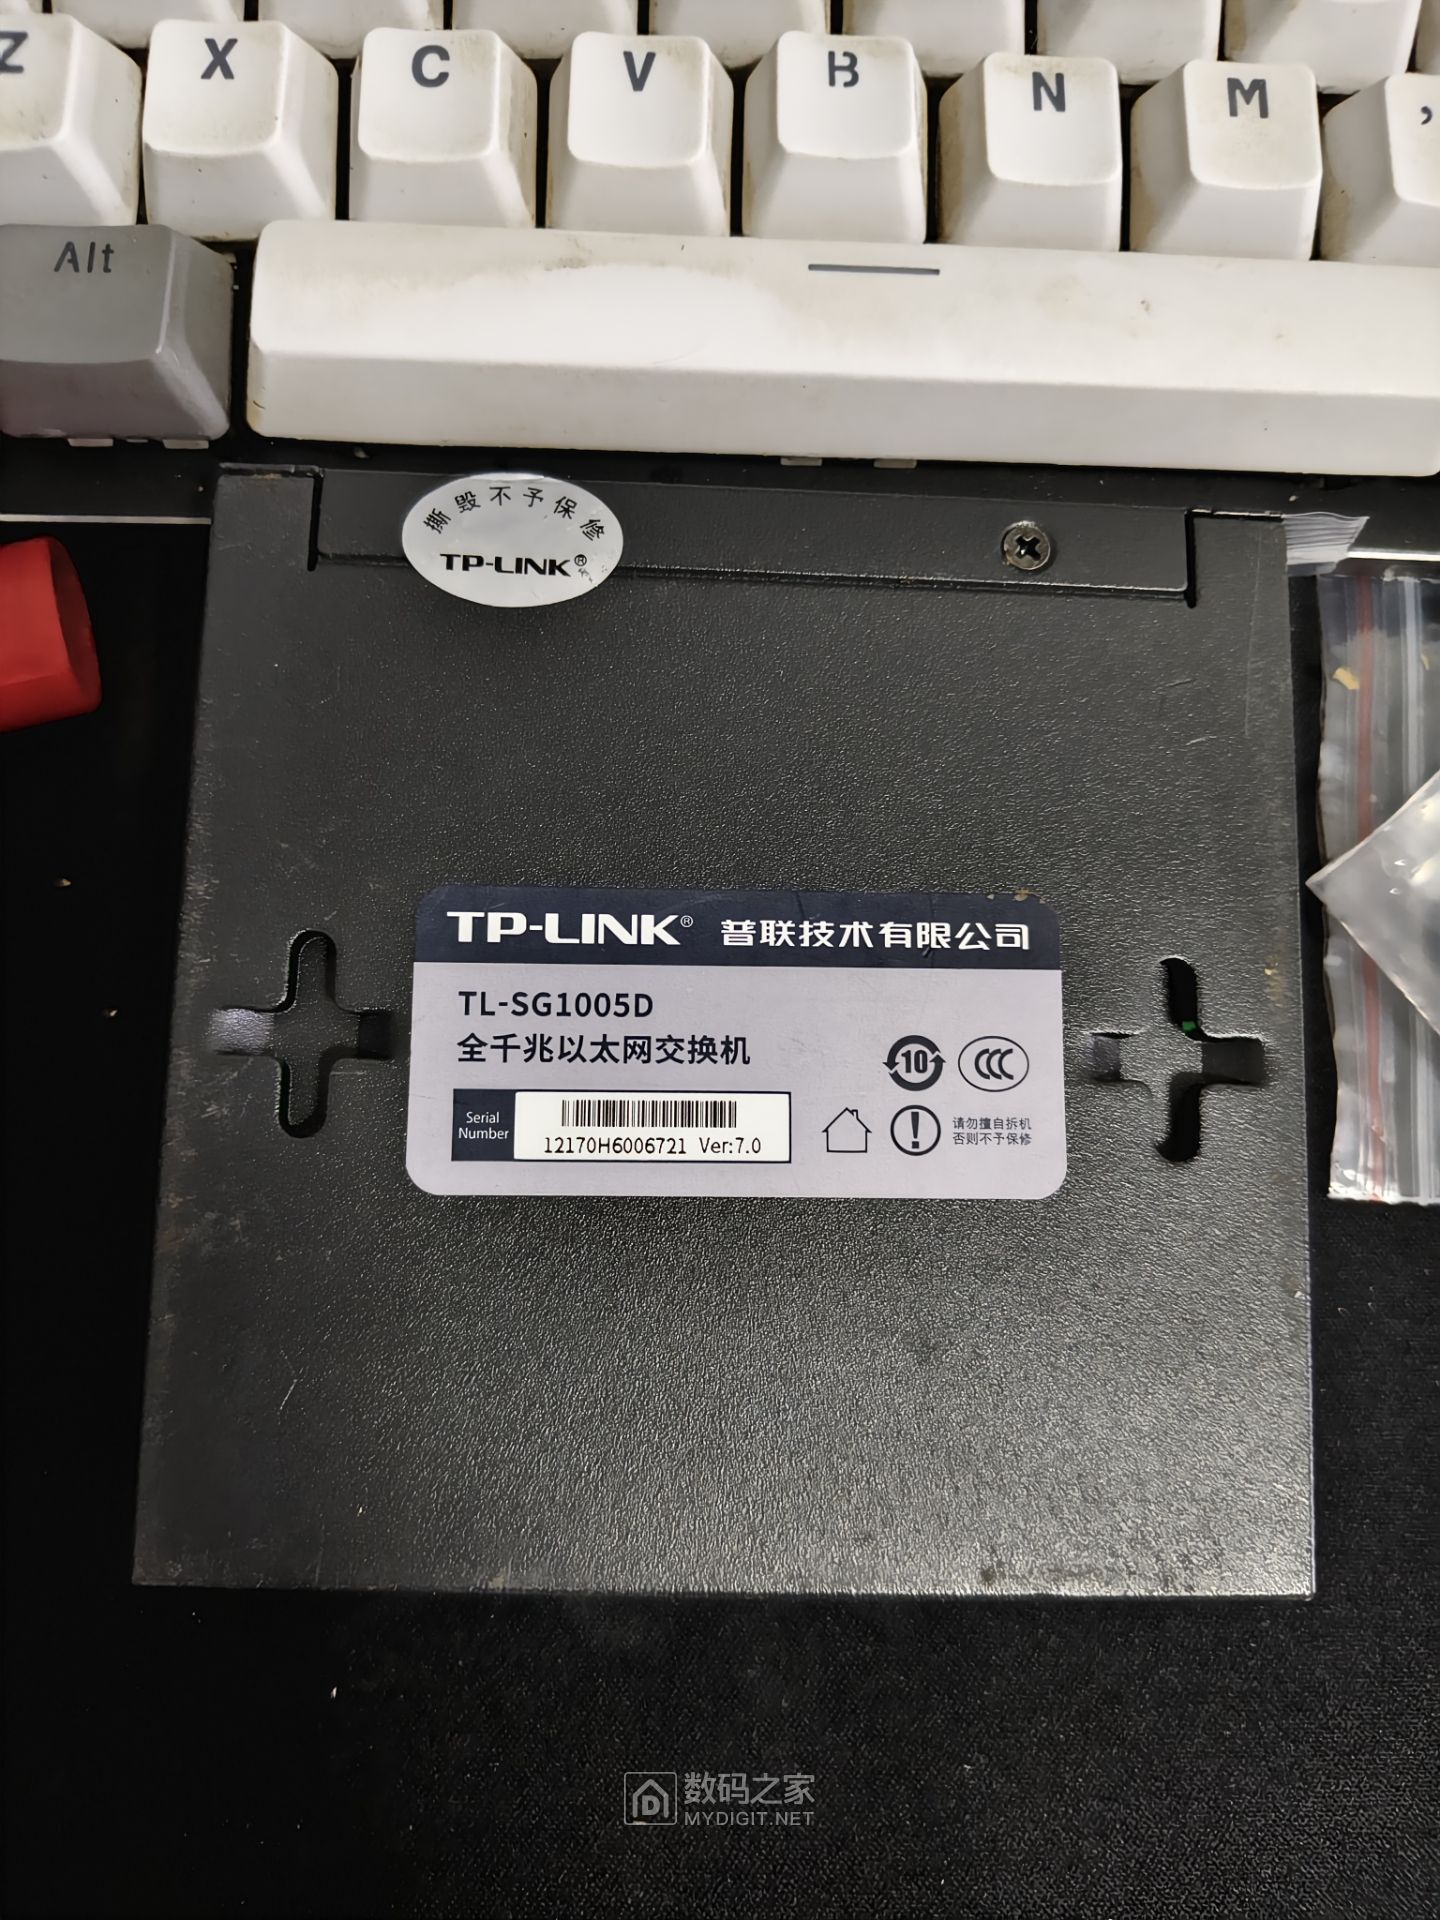 Z X C V B N M ,
Alt
撕毁不予保修
TP-LINK®
TP-LINK® 普联技术有限公司
TL-SG1005D
全千兆以太网交换机
10 CCC
Serial
Number
12170H6006721 Ver:7.0
!
请勿擅自拆机
否则不予保修
数码之家
MYDIGIT.NET